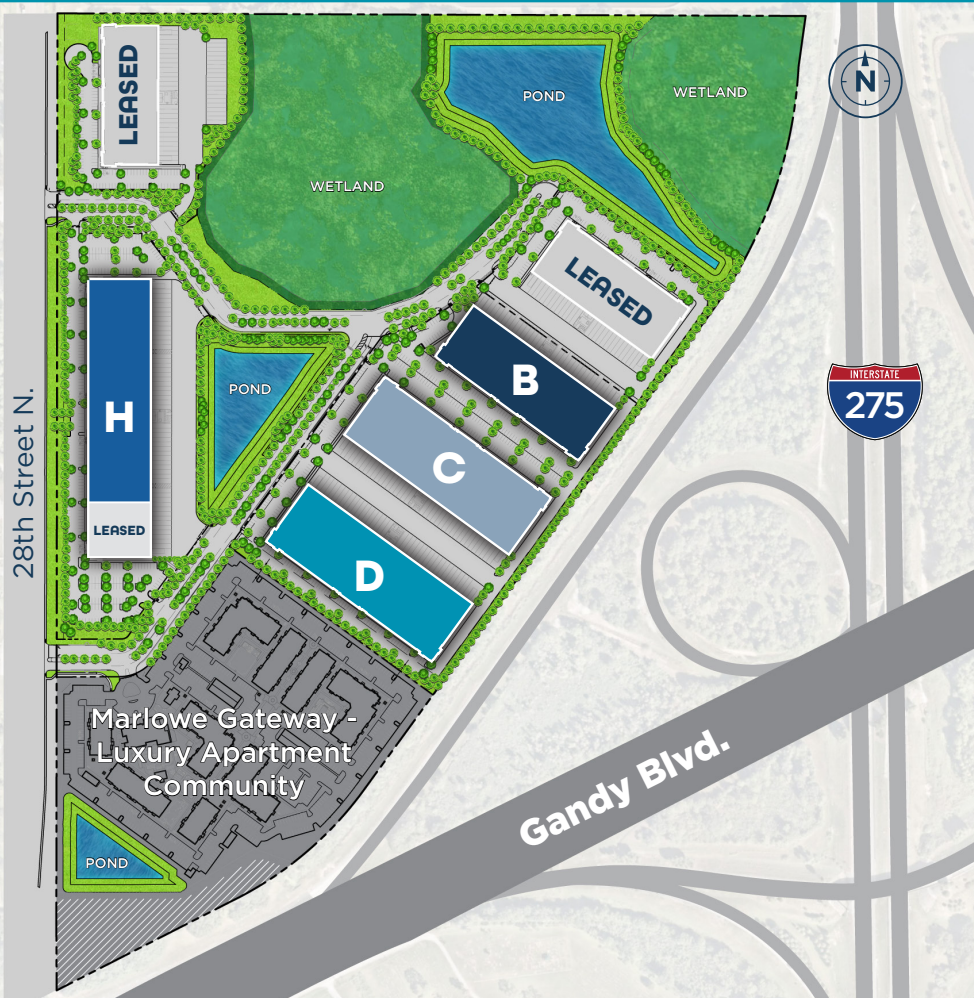 LEASED
POND
WETLAND
N
WETLAND
LEASED
B
POND
INTERSTATE
275
H
C
28th Street N.
LEASED
D
Marlowe Gateway -
Luxury Apartment
Community
Gandy Blvd.
POND